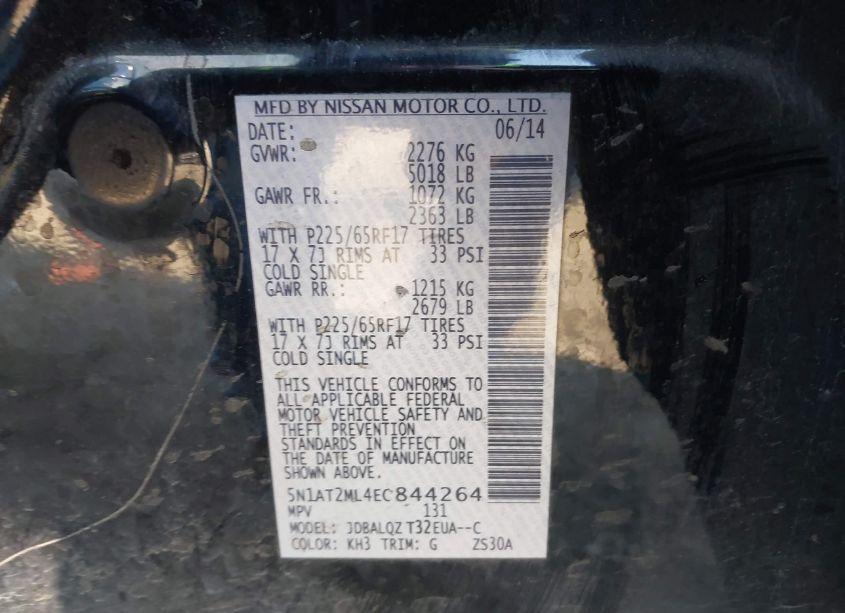 MFD BY NISSAN MOTOR CO., LTD.
DATE: 06/14
GVWR: 2276 KG
5018 LB
GAWR FR.: 1072 KG
2363 LB
WITH P225/65RF17 TIRES
17 X 7J RIMS AT 33 PSI
COLD SINGLE
GAWR RR.: 1215 KG
2679 LB
WITH P225/65RF17 TIRES
17 X 7J RIMS AT 33 PSI
COLD SINGLE
THIS VEHICLE CONFORMS TO
ALL APPLICABLE FEDERAL
MOTOR VEHICLE SAFETY AND
THEFT PREVENTION
STANDARDS IN EFFECT ON
THE DATE OF MANUFACTURE
SHOWN ABOVE.
5N1AT2ML4EC844264
MPV 131
MODEL: JDBALQZ T32EUA--C
COLOR: KH3 TRIM: G ZS30A